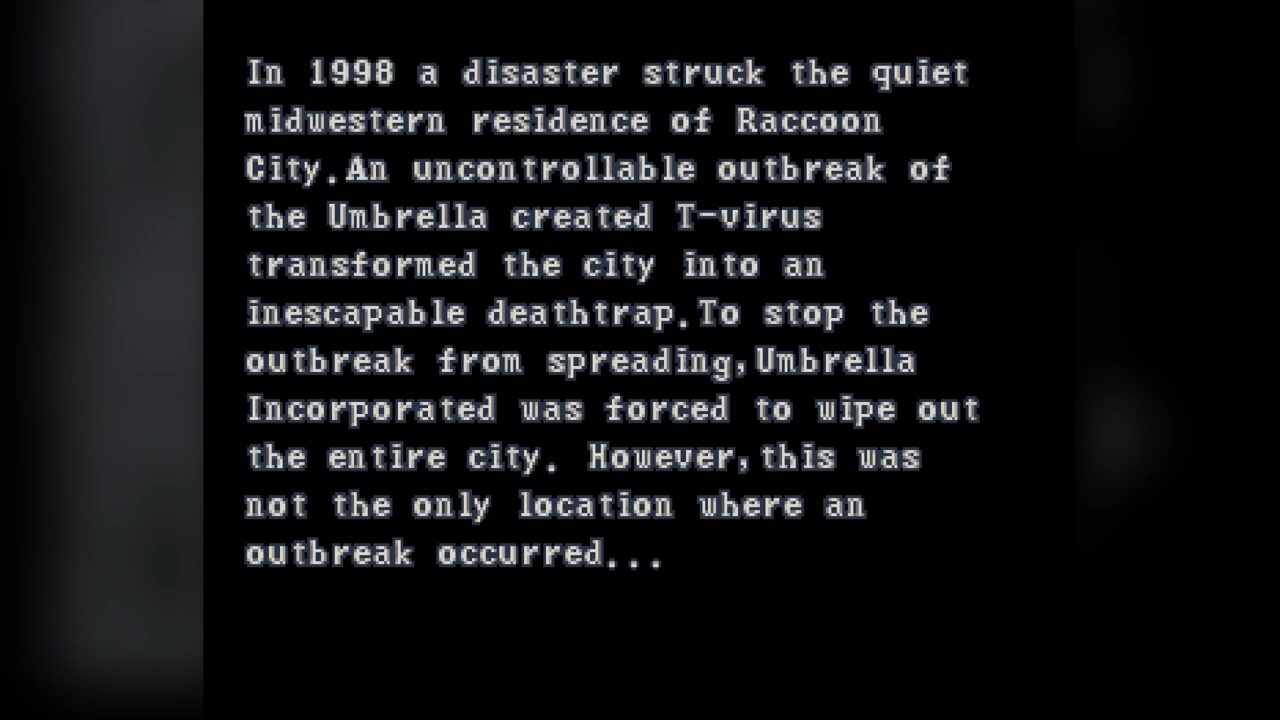 In 1998 a disaster struck the quiet
midwestern residence of Raccoon
City.An uncontrollable outbreak of
the Umbrella created T-virus
transformed the city into an
inescapable deathtrap.To stop the
outbreak from spreading,Umbrella
Incorporated was forced to wipe out
the entire city. However,this was
not the only location where an
outbreak occurred...